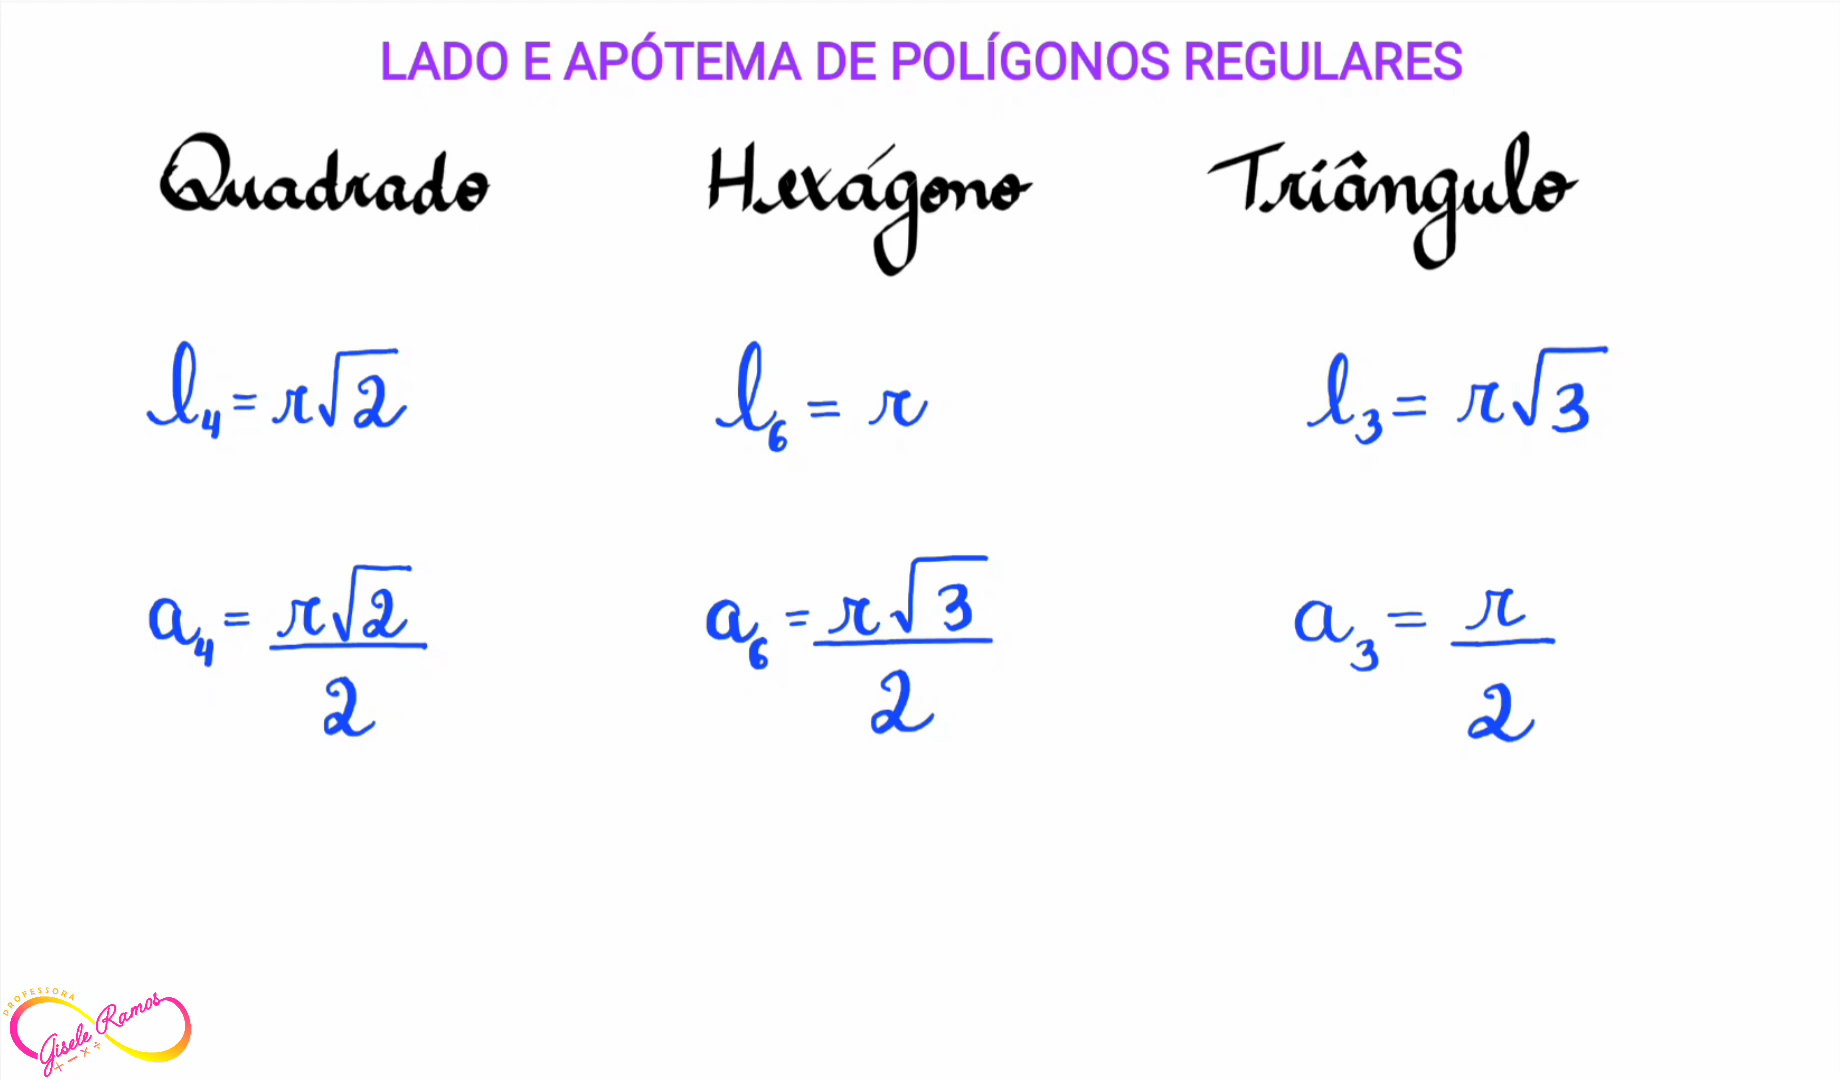 LADO E APÓTEMA DE POLÍGONOS REGULARES
Quadrado Hexágono Triângulo
l₄ = r√2 l₆ = r l₃ = r√3
a₄ = r√2/2 a₆ = r√3/2 a₃ = r/2
PROFESSORA
Gisele Ramos
+ − × ÷